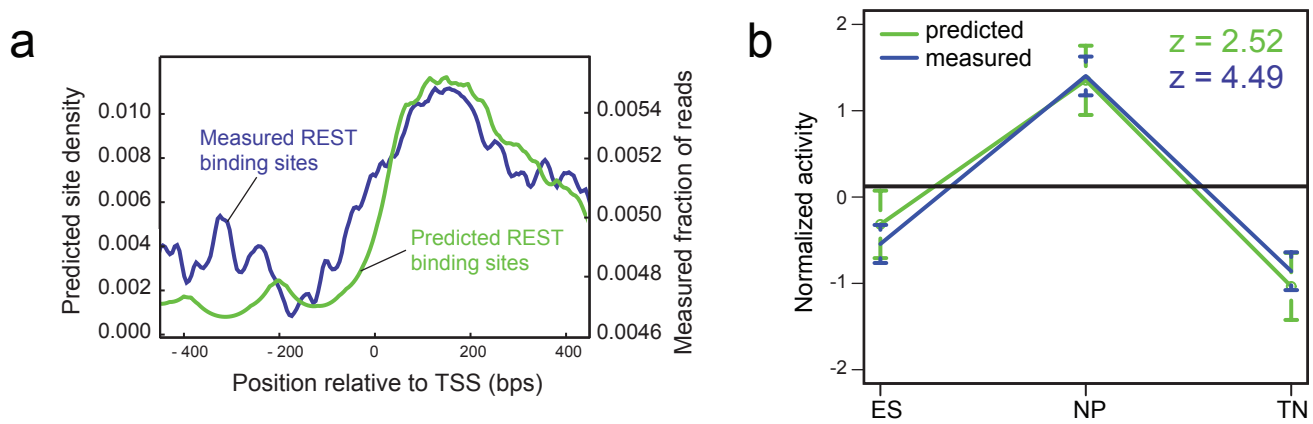 a
Predicted site density
0.010
0.008
0.006
0.004
0.002
0.000
Measured REST
binding sites
Predicted REST
binding sites
0.0054
0.0052
0.0050
0.0048
0.0046
Measured fraction of reads
- 400
- 200
0
200
400
Position relative to TSS (bps)
b
Normalized activity
2
1
0
-1
-2
predicted
measured
z = 2.52
z = 4.49
ES
NP
TN